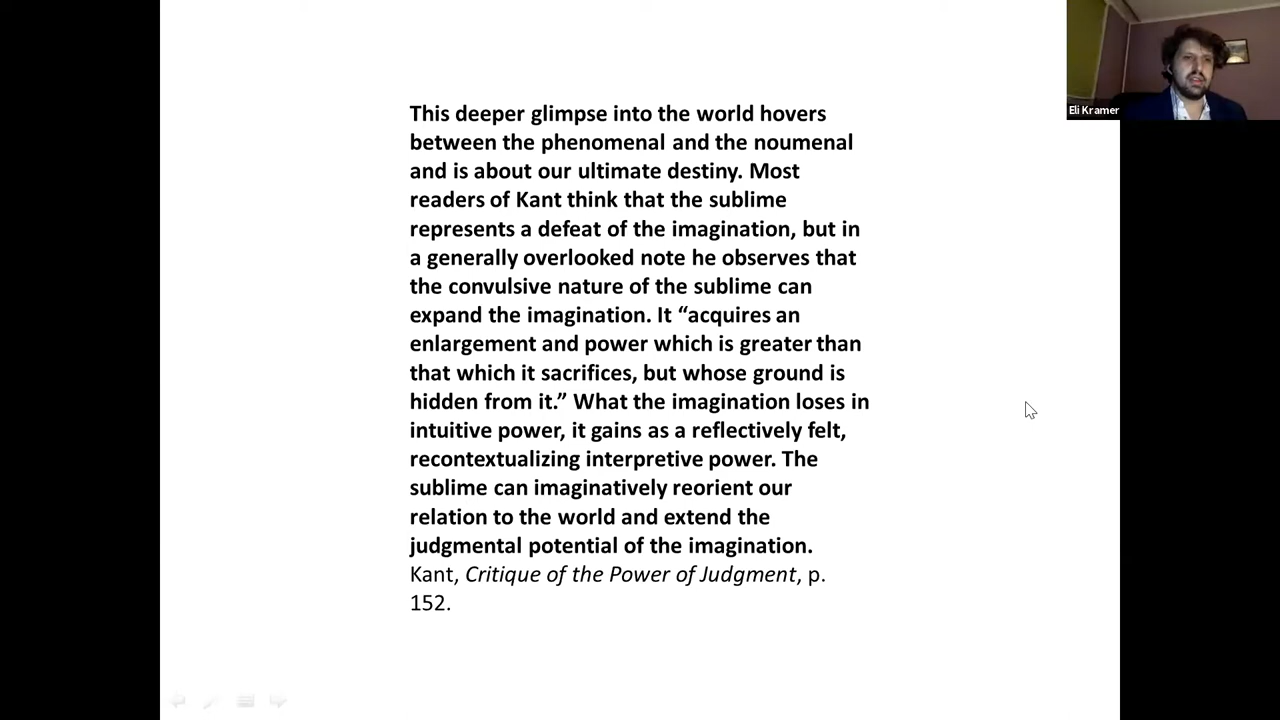 Eli Kramer
This deeper glimpse into the world hovers
between the phenomenal and the noumenal
and is about our ultimate destiny. Most
readers of Kant think that the sublime
represents a defeat of the imagination, but in
a generally overlooked note he observes that
the convulsive nature of the sublime can
expand the imagination. It “acquires an
enlargement and power which is greater than
that which it sacrifices, but whose ground is
hidden from it.” What the imagination loses in
intuitive power, it gains as a reflectively felt,
recontextualizing interpretive power. The
sublime can imaginatively reorient our
relation to the world and extend the
judgmental potential of the imagination.
Kant, Critique of the Power of Judgment, p.
152.